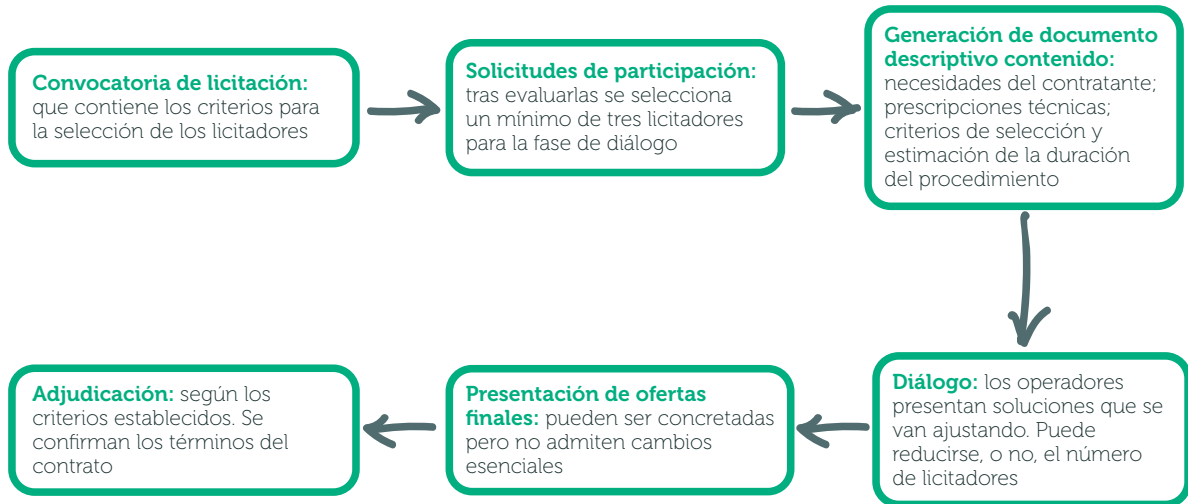 Convocatoria de licitación:
que contiene los criterios para
la selección de los licitadores
Solicitudes de participación:
tras evaluarlas se selecciona
un mínimo de tres licitadores
para la fase de diálogo
Generación de documento
descriptivo contenido:
necesidades del contratante;
prescripciones técnicas;
criterios de selección y
estimación de la duración
del procedimiento
Diálogo: los operadores
presentan soluciones que se
van ajustando. Puede
reducirse, o no, el número
de licitadores
Presentación de ofertas
finales: pueden ser concretadas
pero no admiten cambios
esenciales
Adjudicación: según los
criterios establecidos. Se
confirman los términos del
contrato